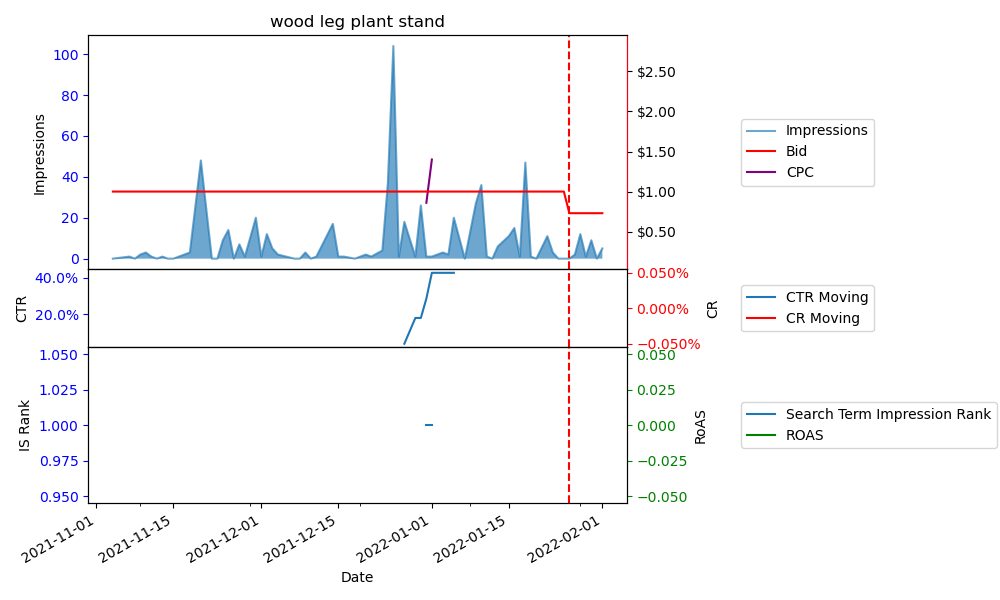 wood leg plant stand
100
80
60
40
20
0
Impressions
$2.50
$2.00
$1.50
$1.00
$0.50
Impressions
Bid
CPC
40.0%
20.0%
CTR
0.050%
0.000%
−0.050%
CR
CTR Moving
CR Moving
1.050
1.025
1.000
0.975
0.950
IS Rank
0.050
0.025
0.000
−0.025
−0.050
RoAS
Search Term Impression Rank
ROAS
2021-11-01
2021-11-15
2021-12-01
2021-12-15
2022-01-01
2022-01-15
2022-02-01
Date